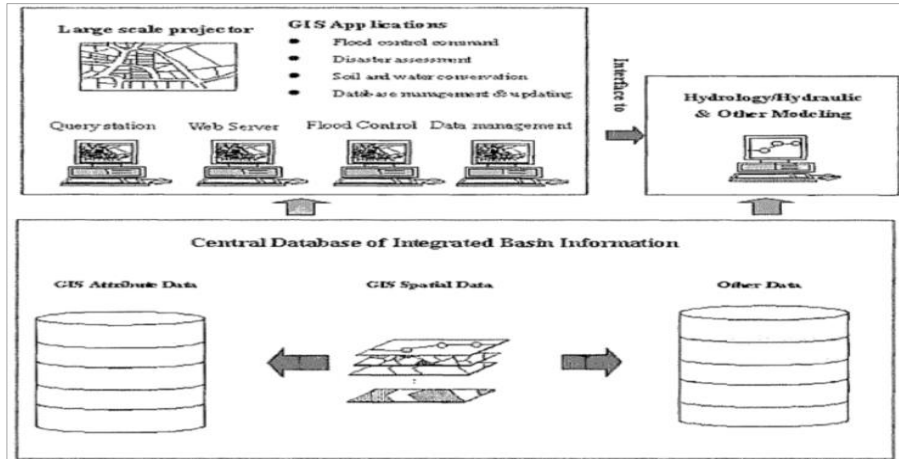 Large scale projector
GIS Applications
Flood control command
Disaster assessment
Soil and water conservation
Database management & updating
Query station
Web Server
Flood Control
Data management
Interface to
Hydrology/Hydraulic
& Other Modeling
Central Database of Integrated Basin Information
GIS Attribute Data
GIS Spatial Data
Other Data